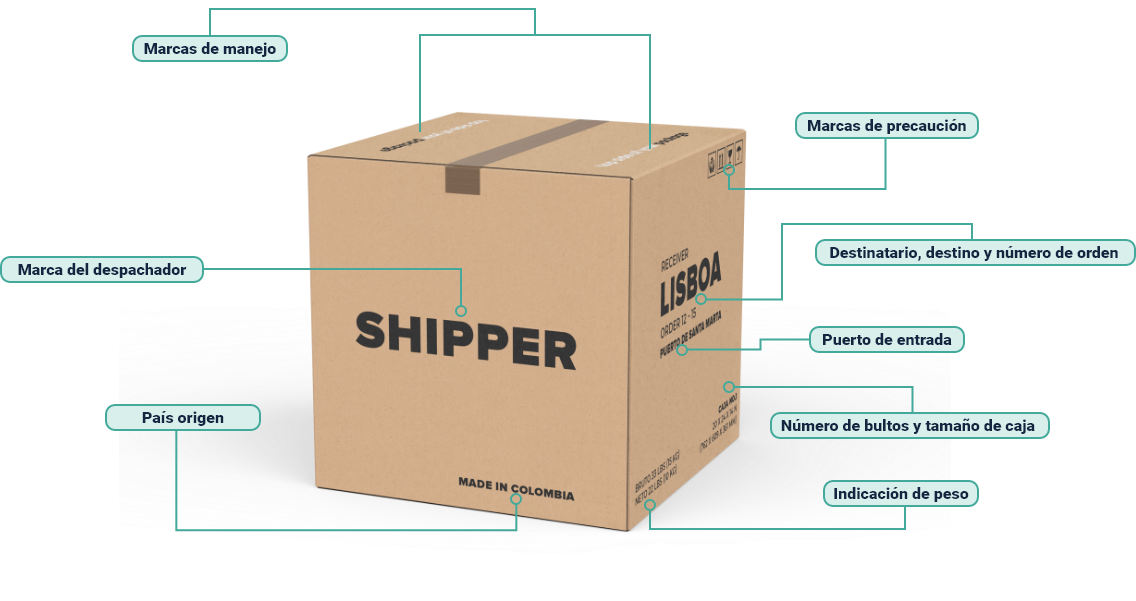 Marcas de manejo
Marcas de precaución
Destinatario, destino y número de orden
Marca del despachador
RECEIVER
LISBOA
ORDER 12 - 15
PUERTO DE SANTA MARTA
SHIPPER
Puerto de entrada
País origen
Número de bultos y tamaño de caja
MADE IN COLOMBIA
Indicación de peso